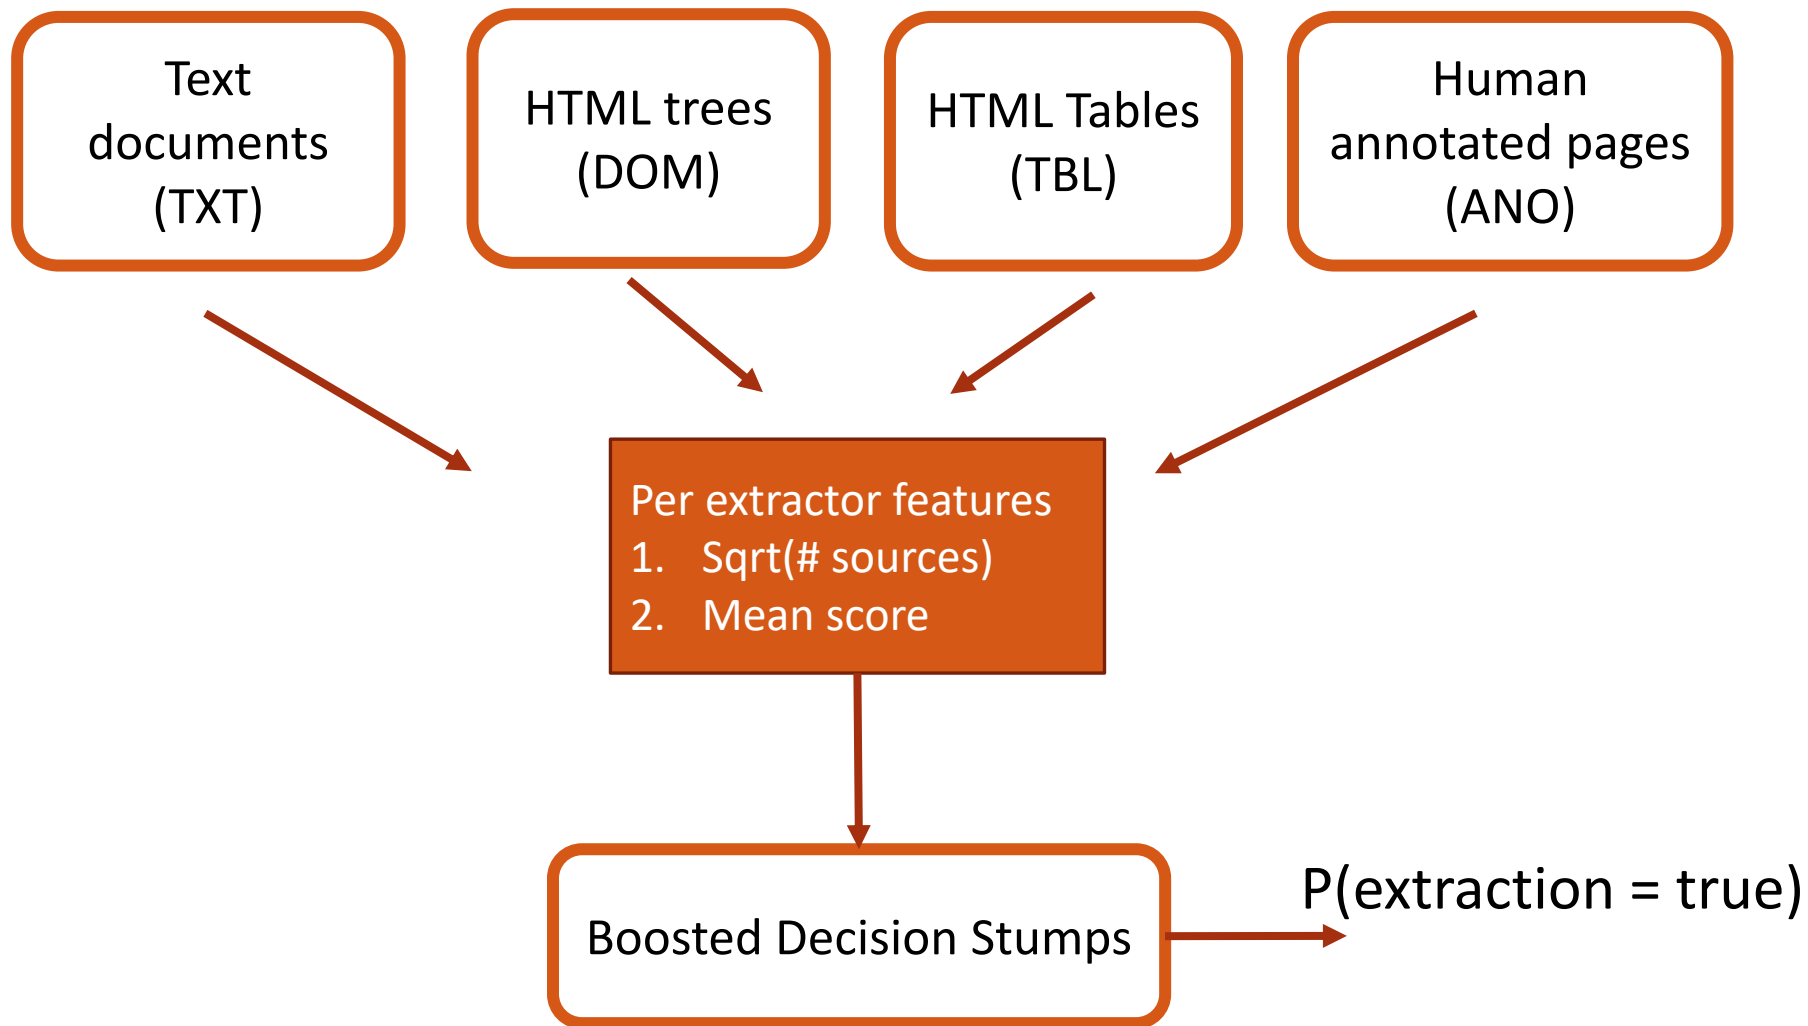 Text
documents
(TXT)
HTML trees
(DOM)
HTML Tables
(TBL)
Human
annotated pages
(ANO)
Per extractor features
1. Sqrt(# sources)
2. Mean score
Boosted Decision Stumps
P(extraction = true)